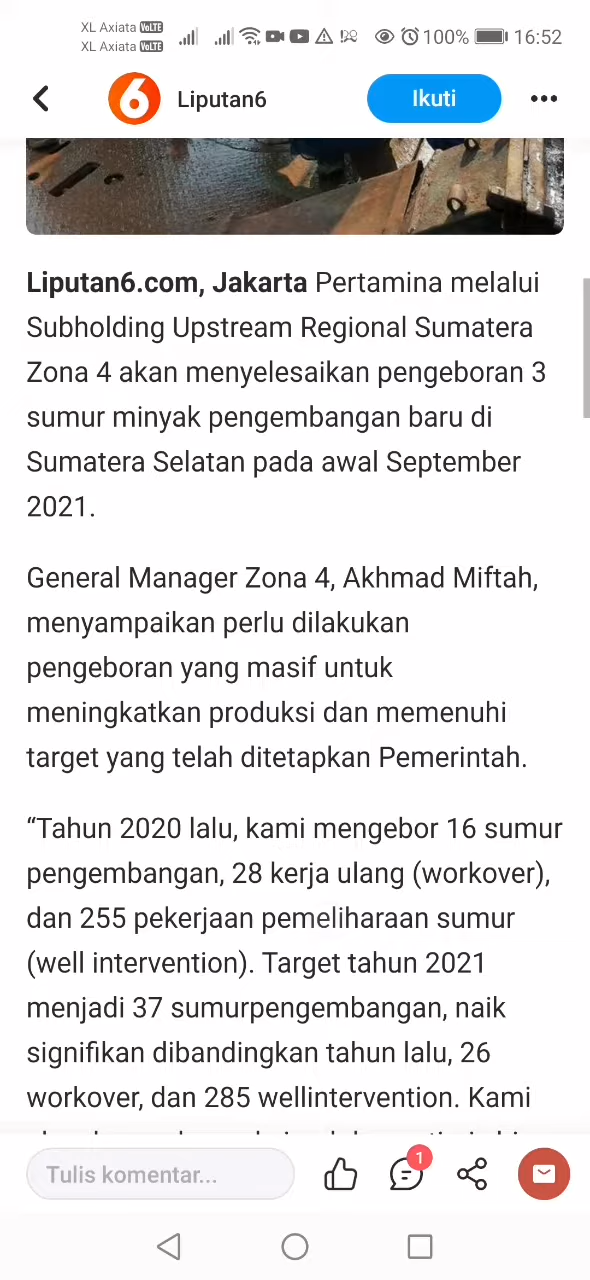 XL Axiata VoLTE
XL Axiata VoLTE
100% 16:52
Liputan6
Ikuti
Liputan6.com, Jakarta Pertamina melalui
Subholding Upstream Regional Sumatera
Zona 4 akan menyelesaikan pengeboran 3
sumur minyak pengembangan baru di
Sumatera Selatan pada awal September
2021.
General Manager Zona 4, Akhmad Miftah,
menyampaikan perlu dilakukan
pengeboran yang masif untuk
meningkatkan produksi dan memenuhi
target yang telah ditetapkan Pemerintah.
“Tahun 2020 lalu, kami mengebor 16 sumur
pengembangan, 28 kerja ulang (workover),
dan 255 pekerjaan pemeliharaan sumur
(well intervention). Target tahun 2021
menjadi 37 sumurpengembangan, naik
signifikan dibandingkan tahun lalu, 26
workover, dan 285 wellintervention. Kami
Tulis komentar...
1